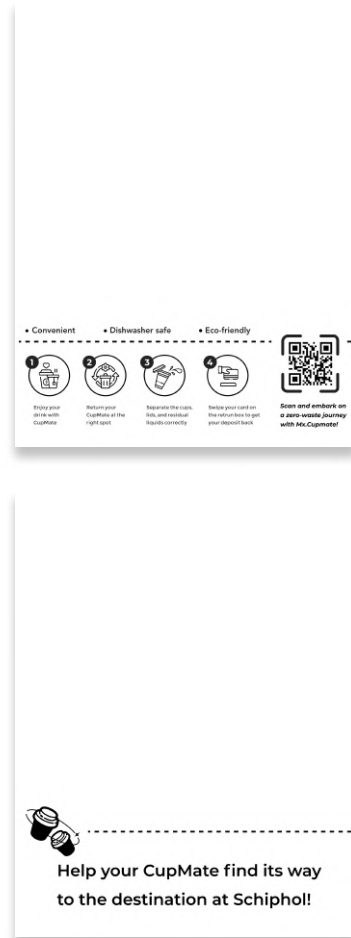 • Convenient • Dishwasher safe • Eco-friendly
1 2 3 4
Enjoy your
drink with
CupMate
Return your
CupMate at the
right spot
Separate the cups,
lids, and residual
liquids correctly
Swipe your card on
the retrun box to get
your deposit back
Scan and embark on
a zero-waste journey
with Mx.Cupmate!
Help your CupMate find its way
to the destination at Schiphol!